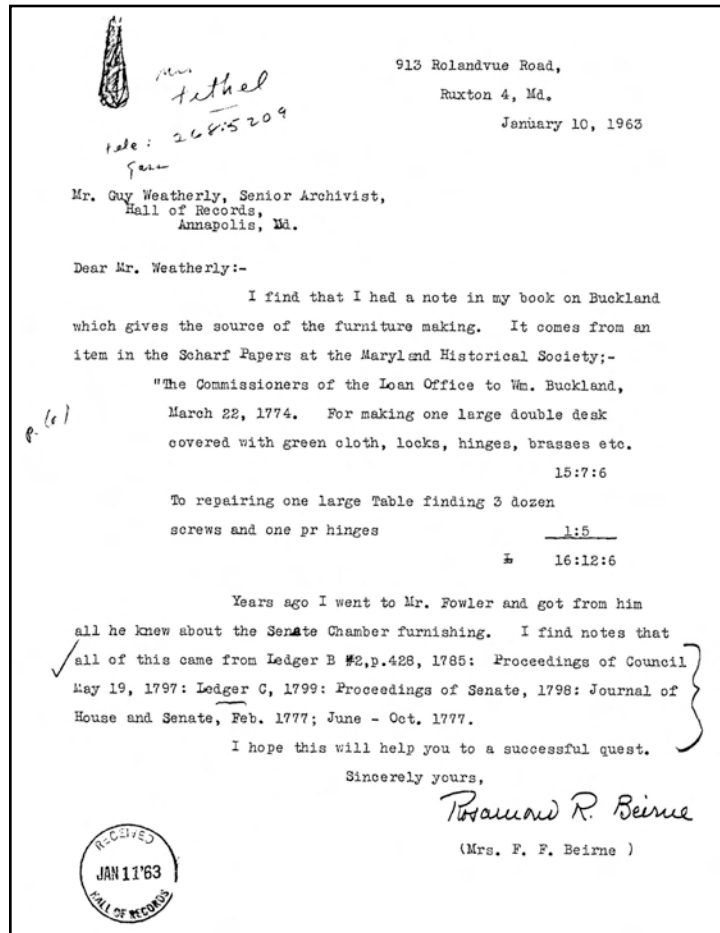 Mrs
Tethel
tele: 268:5209
913 Rolandvue Road,
Ruxton 4, Md.
January 10, 1963
Mr. Guy Weatherly, Senior Archivist,
Hall of Records,
Annapolis, Md.
Dear Mr. Weatherly:-
I find that I had a note in my book on Buckland
which gives the source of the furniture making. It comes from an
item in the Scharf Papers at the Maryland Historical Society;-
"The Commissioners of the Loan Office to Wm. Buckland,
March 22, 1774. For making one large double desk
covered with green cloth, locks, hinges, brasses etc.
15:7:6
To repairing one large Table finding 3 dozen
screws and one pr hinges 1:5
L 16:12:6
Years ago I went to Mr. Fowler and got from him
all he knew about the Senate Chamber furnishing. I find notes that
all of this came from Ledger B #2,p.428, 1785: Proceedings of Council
May 19, 1797: Ledger C, 1799: Proceedings of Senate, 1798: Journal of
House and Senate, Feb. 1777; June - Oct. 1777.
I hope this will help you to a successful quest.
Sincerely yours,
Rosamond R. Beirne
(Mrs. F. F. Beirne )
RECEIVED
JAN 11 '63
HALL OF RECORDS